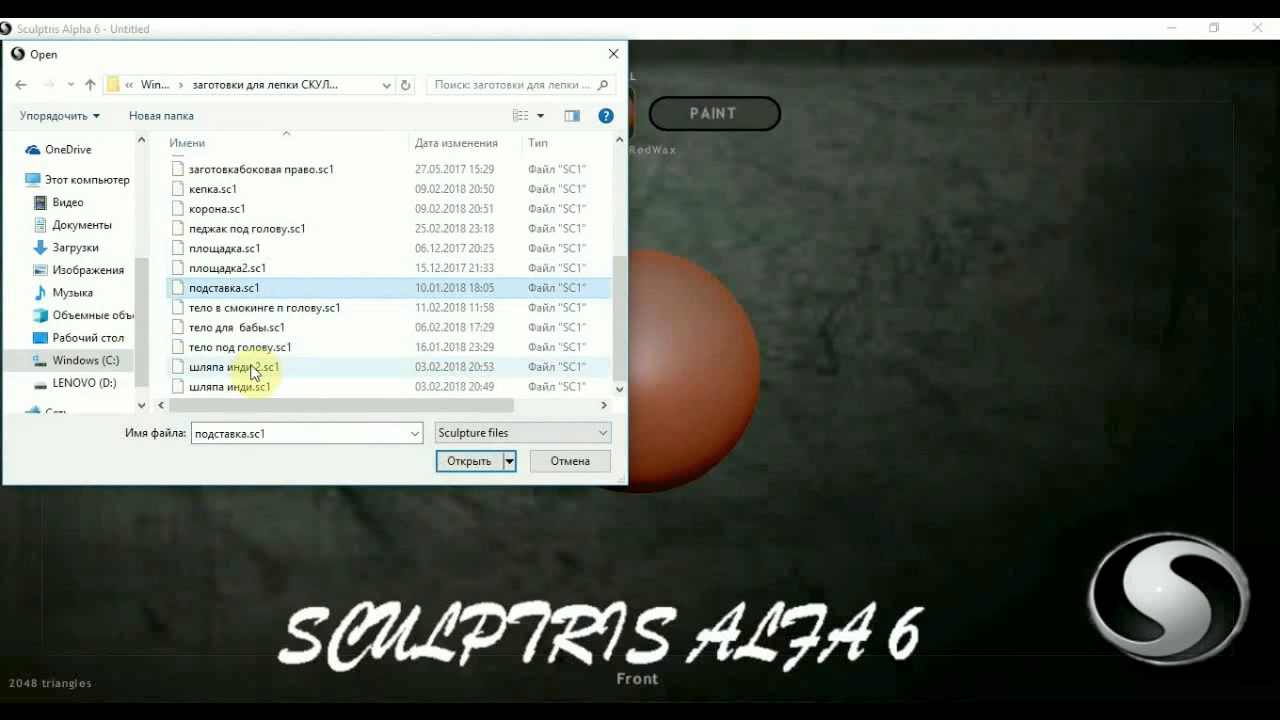 Sculptris Alpha 6 - Untitled
Open
« Win... › заготовки для лепки СКУЛ...
Поиск: заготовки для лепки ...
Упорядочить
Новая папка
Имени
Дата изменения
Тип
OneDrive
Этот компьютер
Видео
Документы
Загрузки
Изображения
Музыка
Объемные объ
Рабочий стол
Windows (C:)
LENOVO (D:)
Сеть
заготовкабоковая право.sc1 27.05.2017 15:29 Файл "SC1"
кепка.sc1 09.02.2018 20:50 Файл "SC1"
корона.sc1 09.02.2018 20:51 Файл "SC1"
педжак под голову.sc1 25.02.2018 23:18 Файл "SC1"
площадка.sc1 06.12.2017 20:25 Файл "SC1"
площадка2.sc1 15.12.2017 21:33 Файл "SC1"
подставка.sc1 10.01.2018 18:05 Файл "SC1"
тело в смокинге п голову.sc1 11.02.2018 11:58 Файл "SC1"
тело для бабы.sc1 06.02.2018 17:29 Файл "SC1"
тело под голову.sc1 16.01.2018 23:29 Файл "SC1"
шляпа инди 2.sc1 03.02.2018 20:53 Файл "SC1"
шляпа инди.sc1 03.02.2018 20:49 Файл "SC1"
Имя файла: подставка.sc1
Sculpture files
Открыть
Отмена
L
PAINT
RedWax
SCULPTRIS ALFA 6
Front
2048 triangles